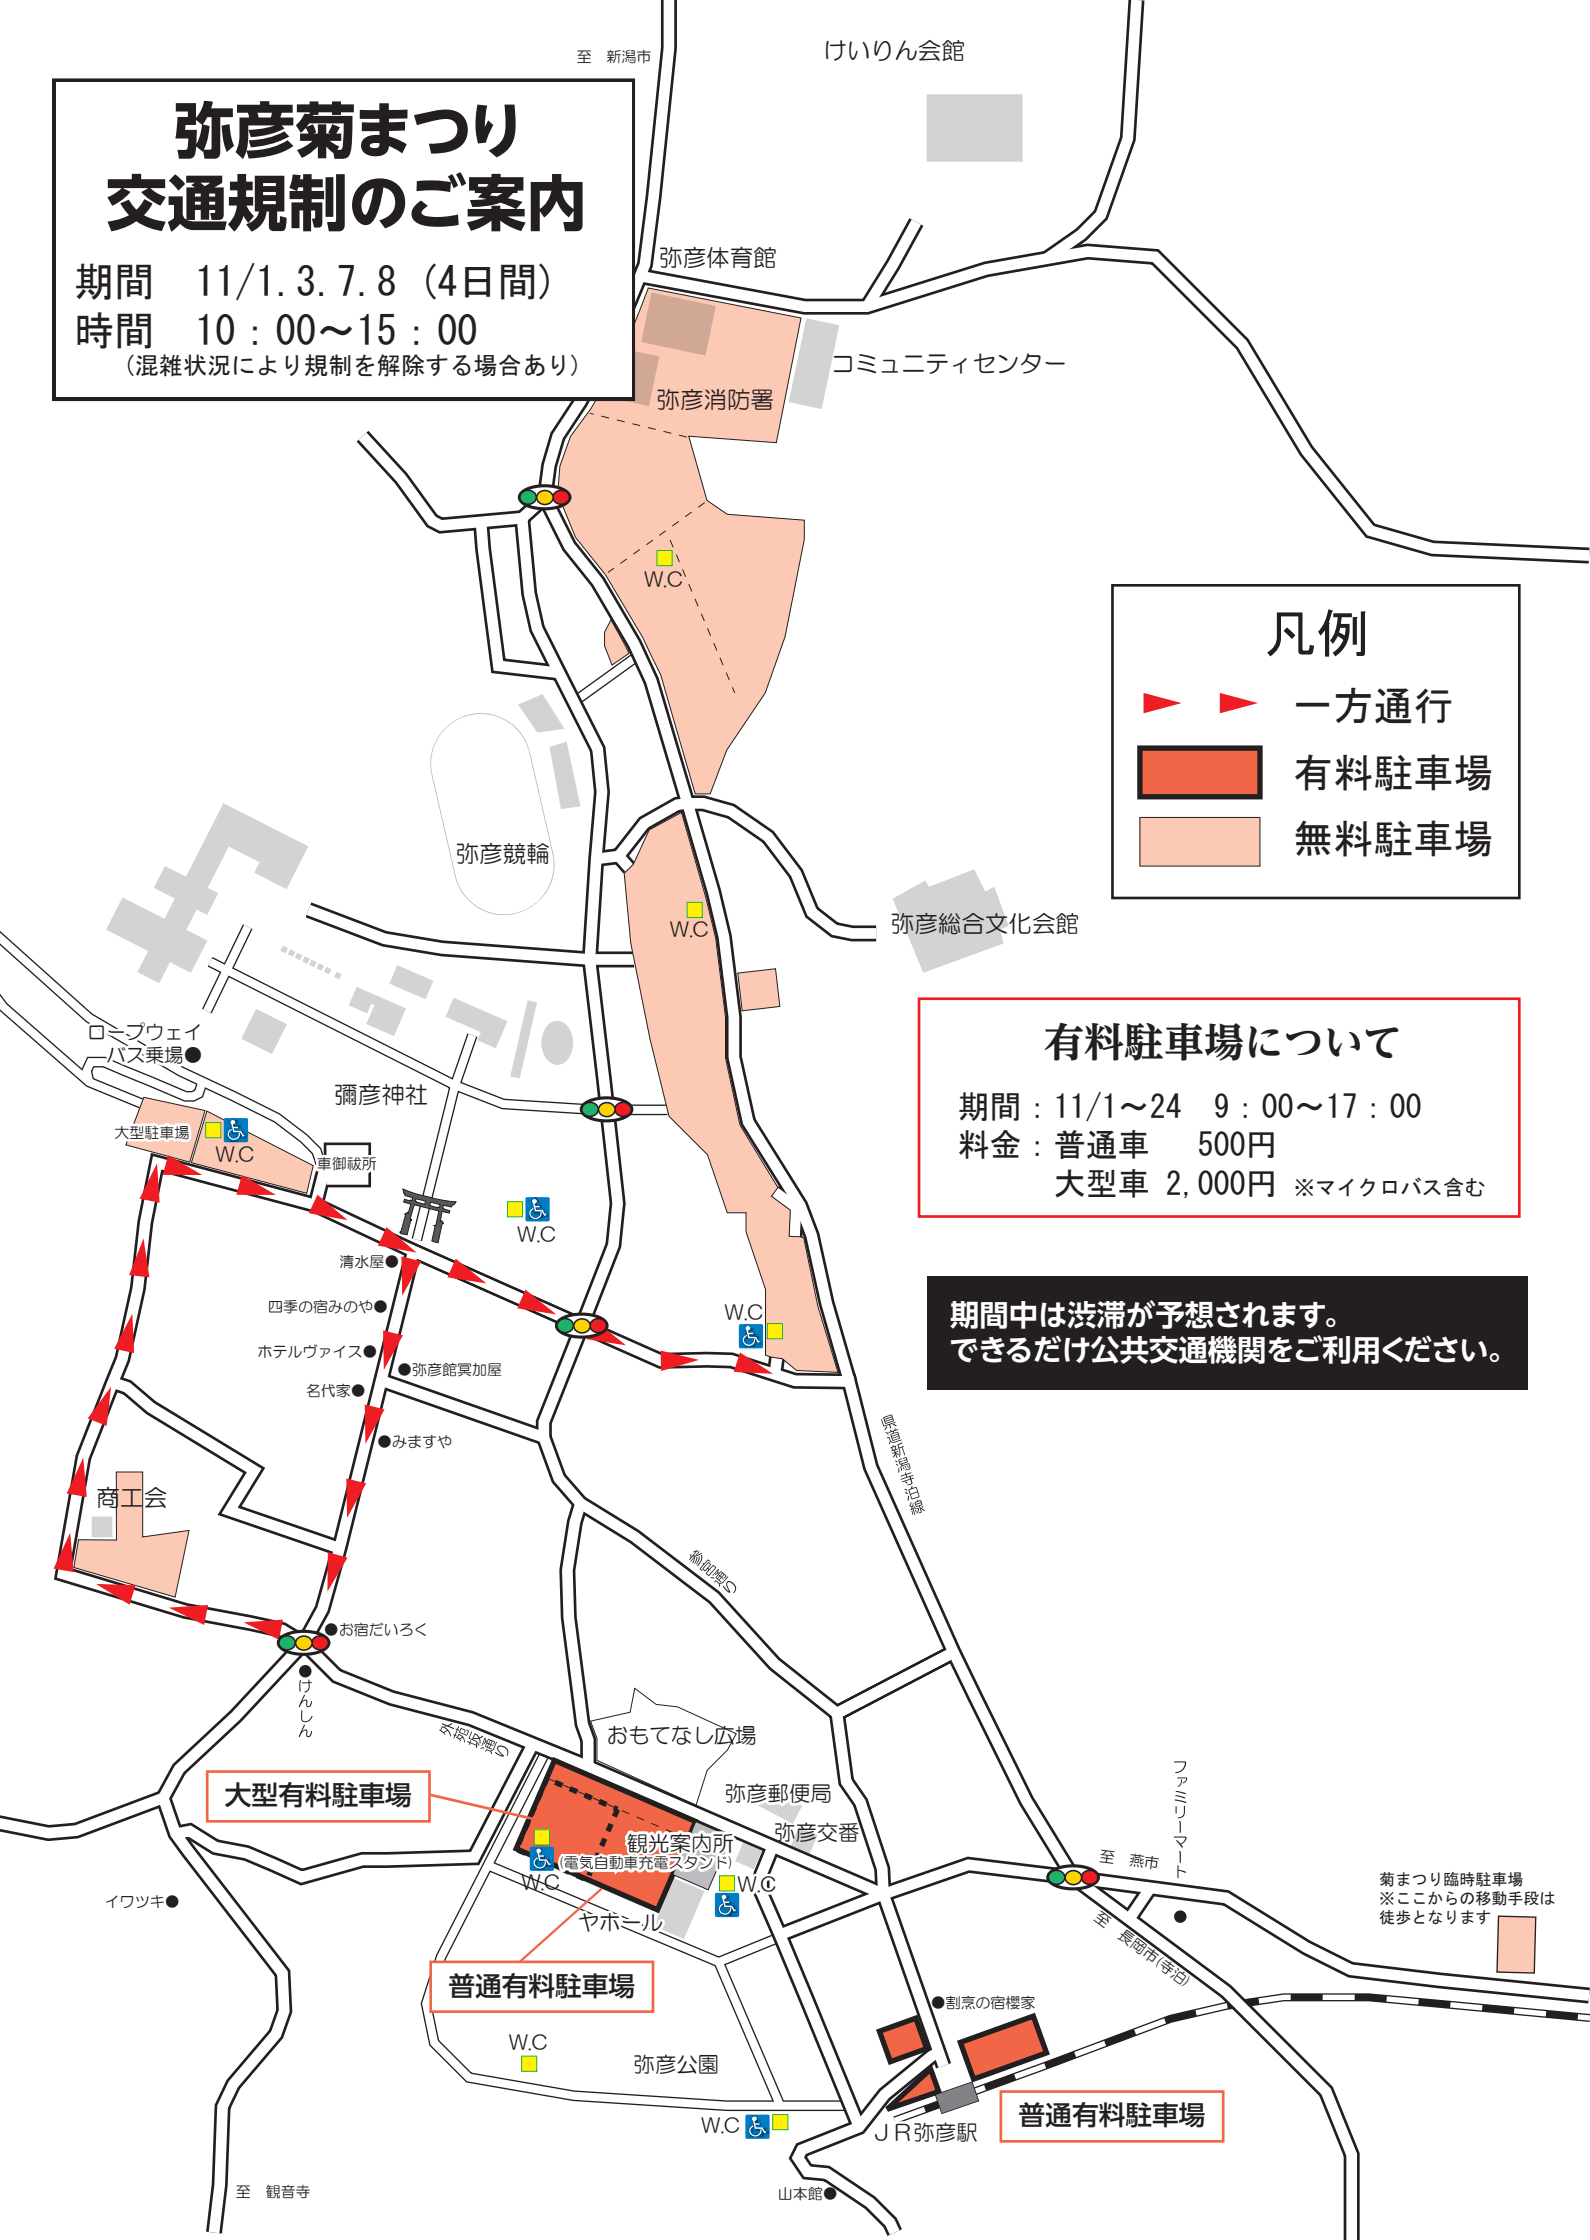 至　新潟市
けいりん会館
弥彦菊まつり
交通規制のご案内
期間　11/1.3.7.8（4日間）
時間　10：00～15：00
（混雑状況により規制を解除する場合あり）
弥彦体育館
コミュニティセンター
弥彦消防署
W.C
凡例
一方通行
有料駐車場
無料駐車場
弥彦競輪
W.C
弥彦総合文化会館
有料駐車場について
期間：11/1～24　9：00～17：00
料金：普通車　500円
大型車 2,000円 ※マイクロバス含む
ロープウェイ
バス乗場●
彌彦神社
大型駐車場
W.C
車御祓所
W.C
清水屋●
四季の宿みのや●
ホテルヴァイス●
●弥彦館冥加屋
名代家●
●みますや
W.C
期間中は渋滞が予想されます。
できるだけ公共交通機関をご利用ください。
県道新潟寺泊線
商工会
参宮通り
●お宿だいろく
●けんしん
外苑坂通り
おもてなし広場
大型有料駐車場
弥彦郵便局
弥彦交番
観光案内所
(電気自動車充電スタンド)
W.C
W.C
ヤホール
ファミリーマート
至　燕市
至　長岡市(寺泊)
菊まつり臨時駐車場
※ここからの移動手段は
徒歩となります
イワツキ●
普通有料駐車場
●割烹の宿櫻家
W.C
弥彦公園
W.C
ＪＲ弥彦駅
普通有料駐車場
山本館●
至　観音寺